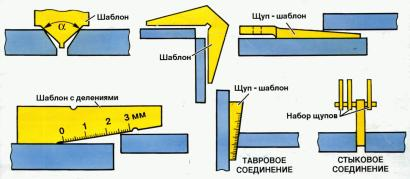 Шаблон
α
Шаблон
Щуп - шаблон
Шаблон с делениями
0 1 2 3 мм
Щуп - шаблон
ТАВРОВОЕ
СОЕДИНЕНИЕ
Набор щупов
СТЫКОВОЕ
СОЕДИНЕНИЕ